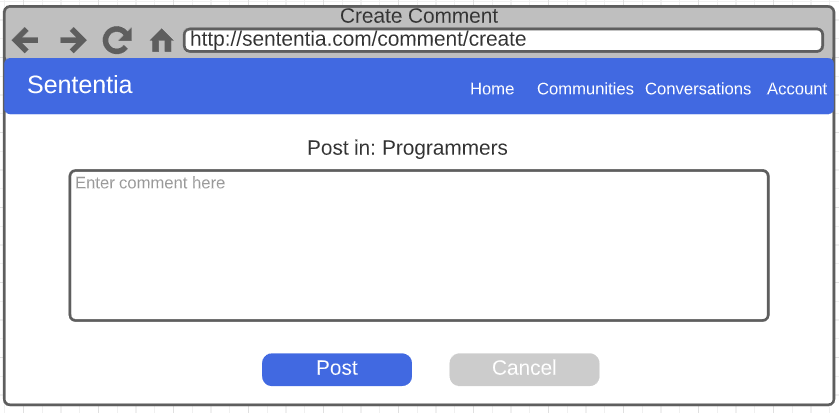 Create Comment
http://sententia.com/comment/create
Sententia
Home Communities Conversations Account
Post in: Programmers
Enter comment here
Post Cancel